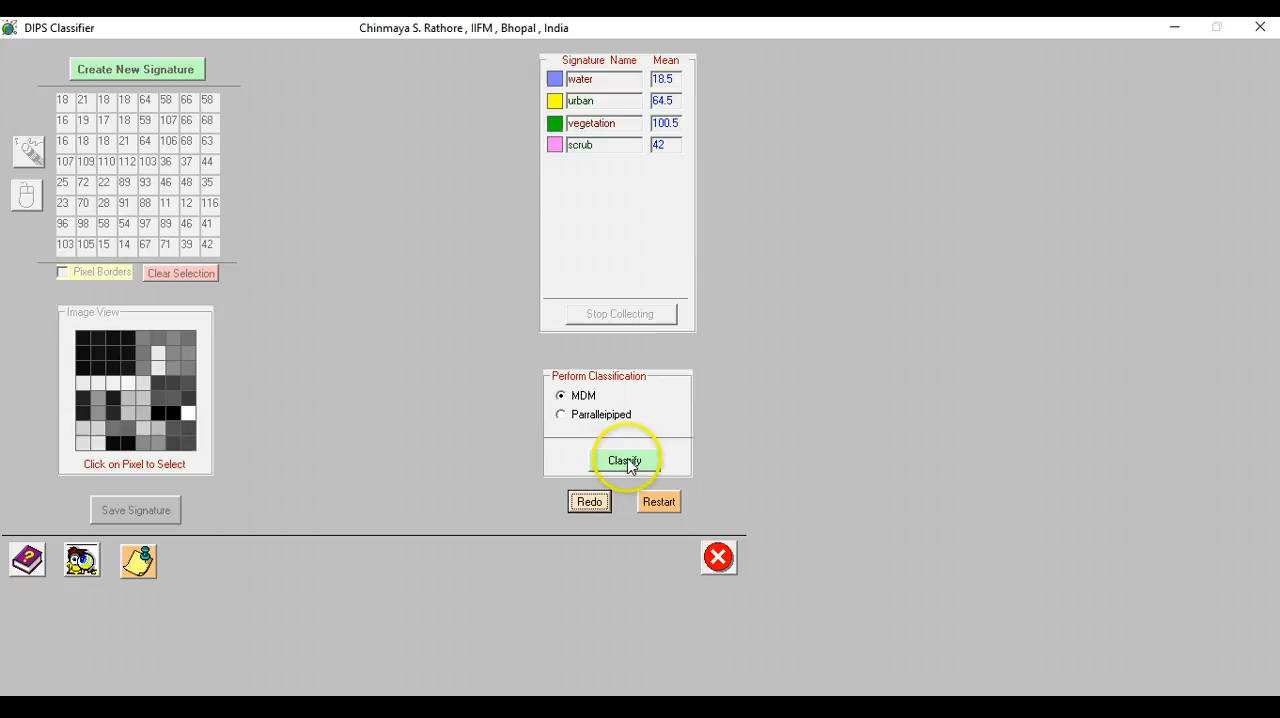 DIPS Classifier
Chinmaya S. Rathore , IIFM , Bhopal , India
Create New Signature
18 21 18 18 64 58 66 58
16 19 17 18 59 107 66 68
16 18 18 21 64 106 68 63
107 109 110 112 103 36 37 44
25 72 22 89 93 46 48 35
23 70 28 91 88 11 12 116
96 98 58 54 97 89 46 41
103 105 15 14 67 71 39 42
Pixel Borders
Clear Selection
Image View
Click on Pixel to Select
Save Signature
Signature Name Mean
water 18.5
urban 64.5
vegetation 100.5
scrub 42
Stop Collecting
Perform Classification
MDM
Parralleipiped
Classify
Redo
Restart